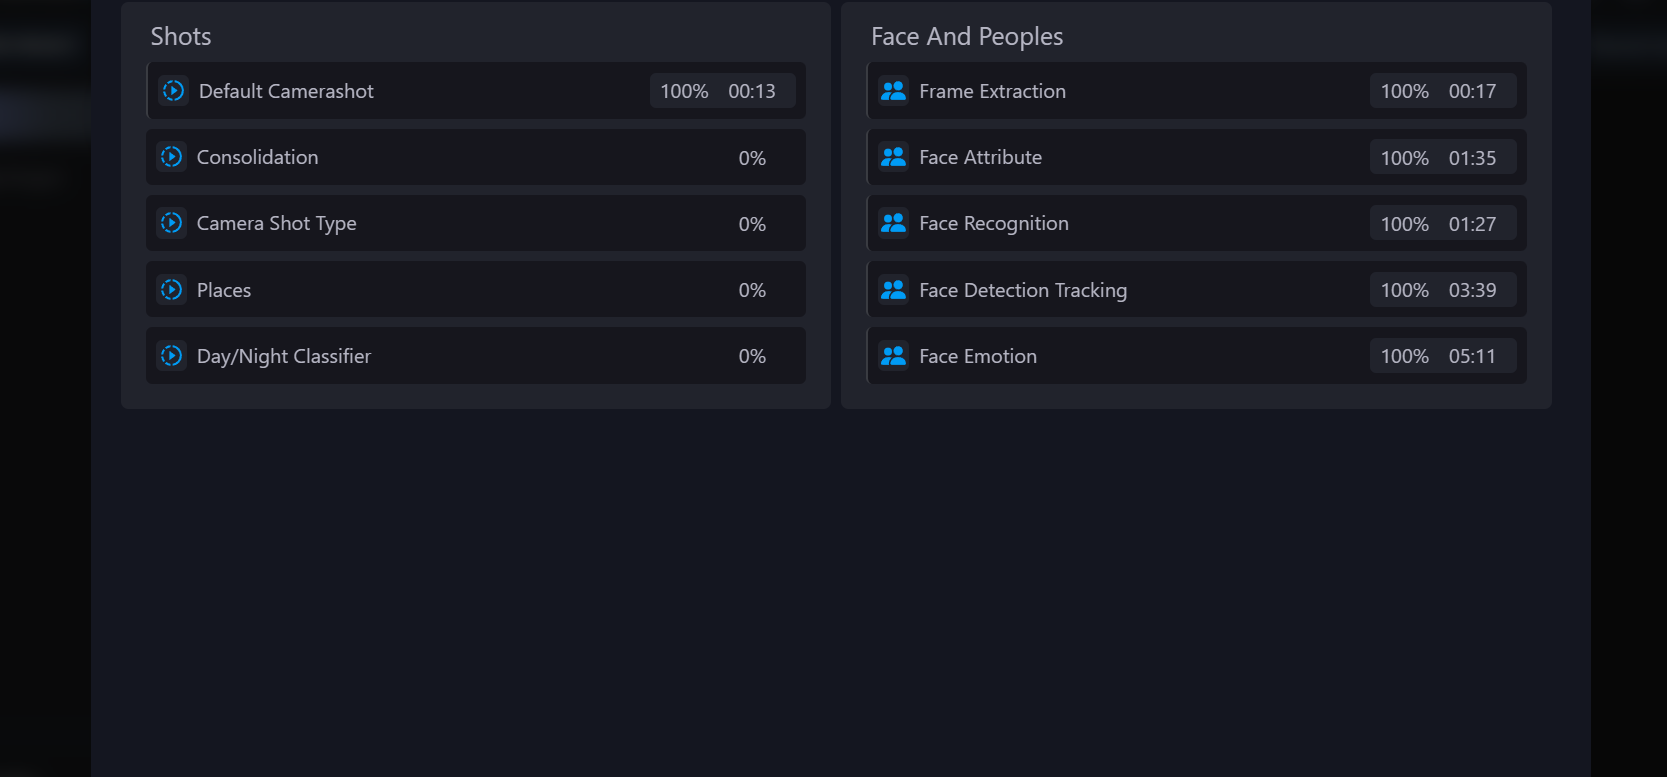 Shots
Default Camerashot 100% 00:13
Consolidation 0%
Camera Shot Type 0%
Places 0%
Day/Night Classifier 0%
Face And Peoples
Frame Extraction 100% 00:17
Face Attribute 100% 01:35
Face Recognition 100% 01:27
Face Detection Tracking 100% 03:39
Face Emotion 100% 05:11